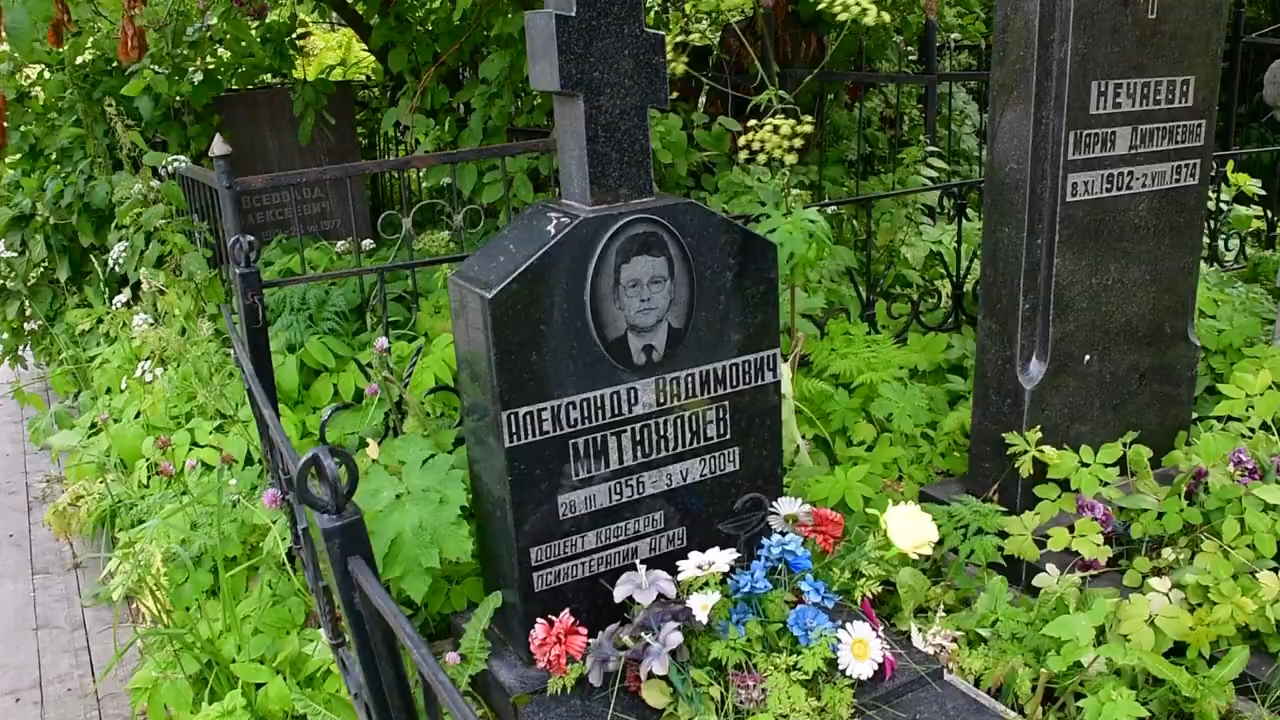 ВСЕВОЛОД
АЛЕКСЕЕВИЧ
АЛЕКСАНДР ВАДИМОВИЧ
МИТЮХЛЯЕВ
28.III.1956-3.V.2004
ДОЦЕНТ КАФЕДРЫ
ПСИХОТЕРАПИИ АГМУ
НЕЧАЕВА
МАРИЯ ДМИТРИЕВНА
8.XI.1902-2.VIII.1974